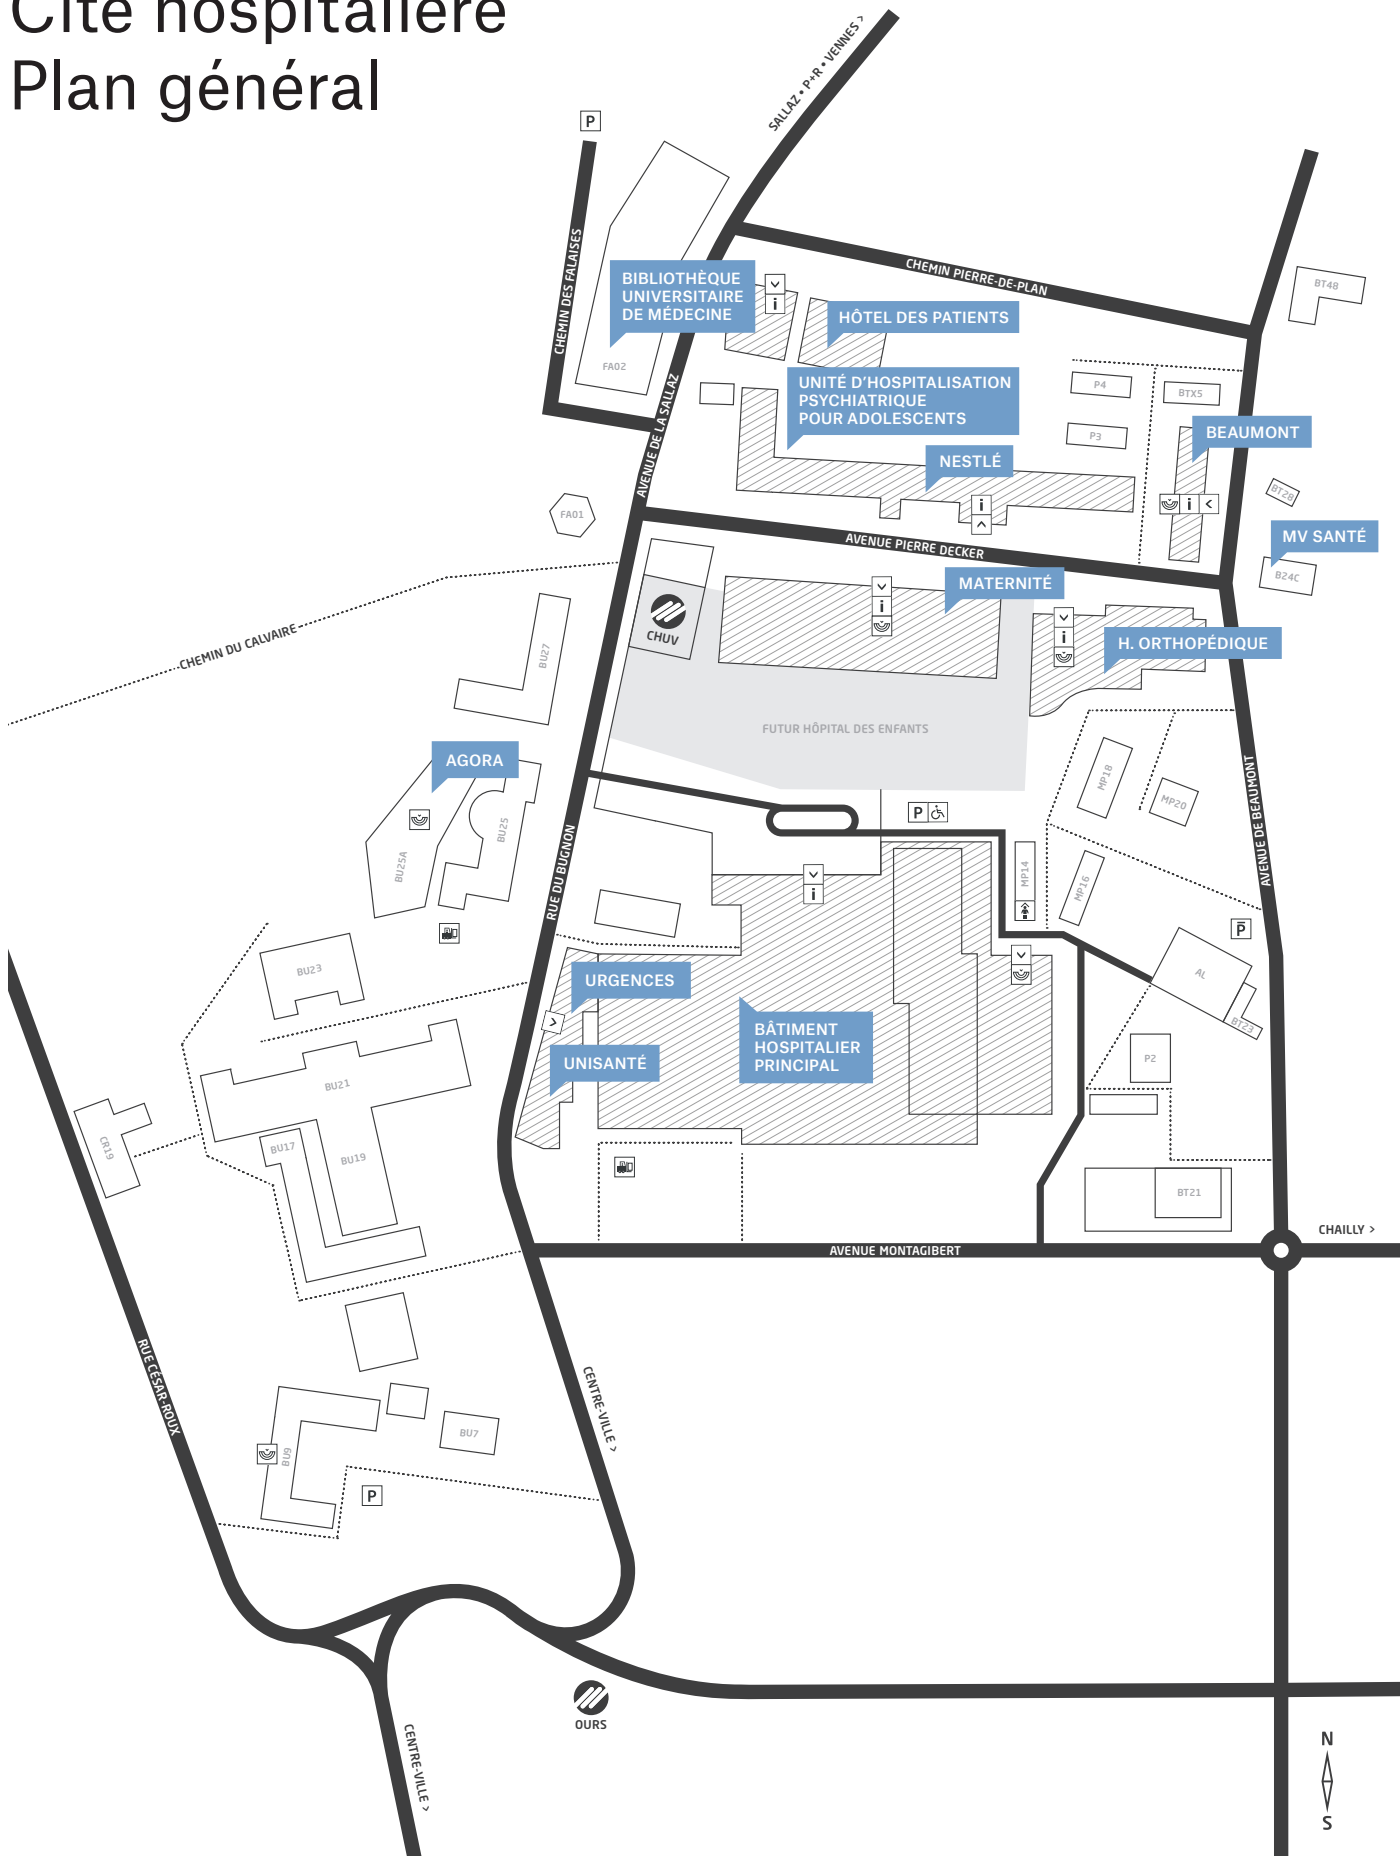 Cité hospitalière
Plan général
SALLAZ • P+R • VENNES >
P
CHEMIN DES FALAISES
CHEMIN PIERRE-DE-PLAN
BT48
BIBLIOTHÈQUE
UNIVERSITAIRE
DE MÉDECINE
i
HÔTEL DES PATIENTS
FA02
UNITÉ D'HOSPITALISATION
PSYCHIATRIQUE
POUR ADOLESCENTS
P4
BTX5
AVENUE DE LA SALLAZ
P3
BEAUMONT
NESTLÉ
BT28
i
i
FA01
AVENUE PIERRE DECKER
MV SANTÉ
B24C
MATERNITÉ
i
CHUV
i
H. ORTHOPÉDIQUE
CHEMIN DU CALVAIRE
BU27
FUTUR HÔPITAL DES ENFANTS
AGORA
MP18
MP20
AVENUE DE BEAUMONT
P
BU25
BU25A
RUE DU BUGNON
MP14
MP16
i
P
BU23
URGENCES
AL
BT23
BÂTIMENT
HOSPITALIER
PRINCIPAL
UNISANTÉ
P2
BU21
CR19
BU17
BU19
BT21
CHAILLY >
AVENUE MONTAGIBERT
RUE CÉSAR-ROUX
CENTRE-VILLE >
BU7
BU9
P
OURS
CENTRE-VILLE >
N
S